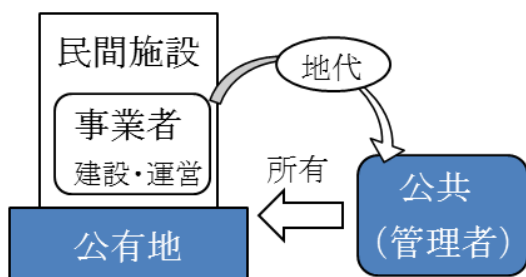 民間施設
事業者
建設・運営
公有地
地代
所有
公共
（管理者）